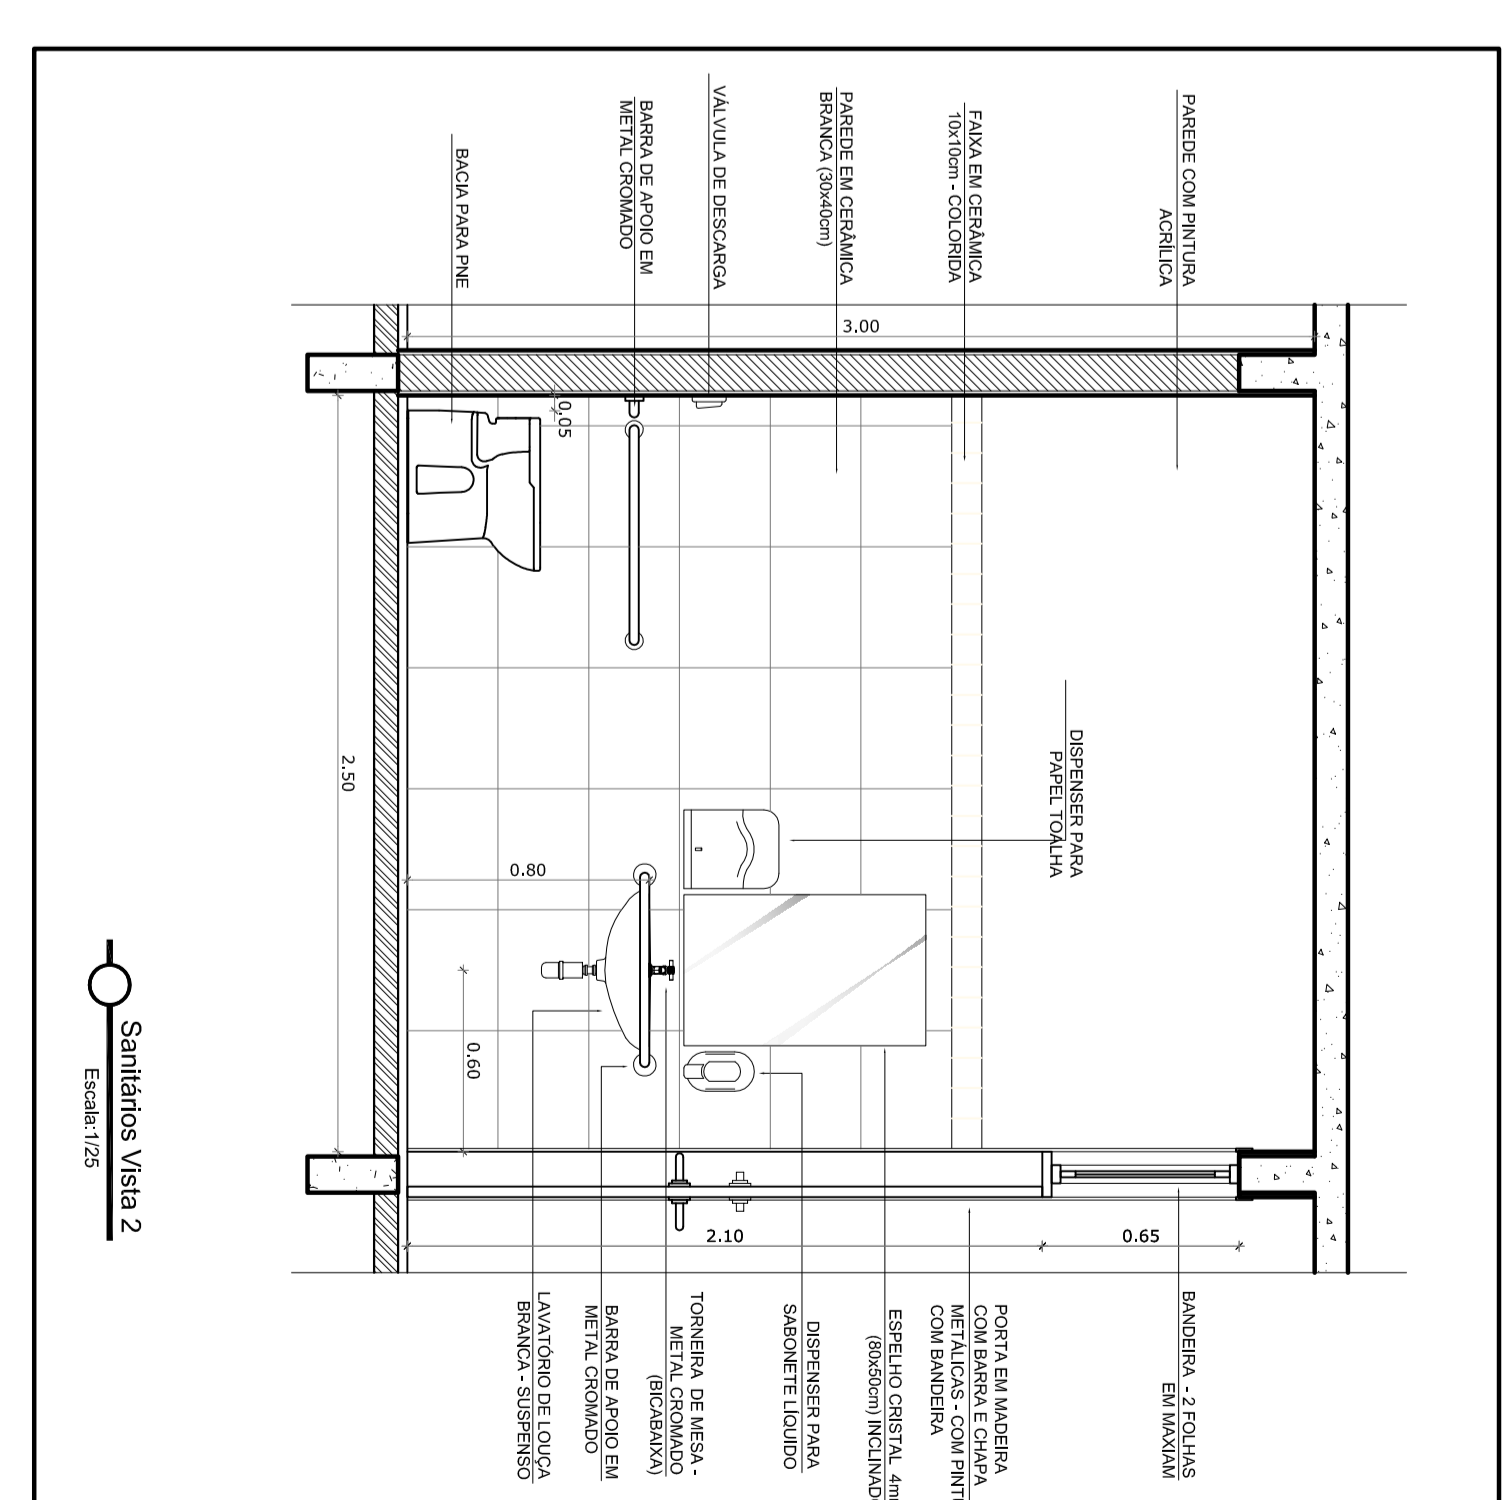 PAREDE COM PINTURA
ACRÍLICA
FAIXA EM CERÂMICA
10x10cm - COLORIDA
PAREDE EM CERÂMICA
BRANCA (30x40cm)
VÁLVULA DE DESCARGA
BARRA DE APOIO EM
METAL CROMADO
BACIA PARA PNE
3.00
0.05
DISPENSER PARA
PAPEL TOALHA
2.50
0.80
0.60
2.10
0.65
BANDEIRA - 2 FOLHAS
EM MAXIAM
PORTA EM MADEIRA
COM BARRA E CHAPA
METÁLICAS - COM PINT
COM BANDEIRA
ESPELHO CRISTAL 4m
(80x50cm) INCLINADO
DISPENSER PARA
SABONETE LÍQUIDO
TORNEIRA DE MESA -
METAL CROMADO
(BICABAIXA)
BARRA DE APOIO EM
METAL CROMADO
LAVATÓRIO DE LOUÇA
BRANCA - SUSPENSO
Sanitários Vista 2
Escala:1/25